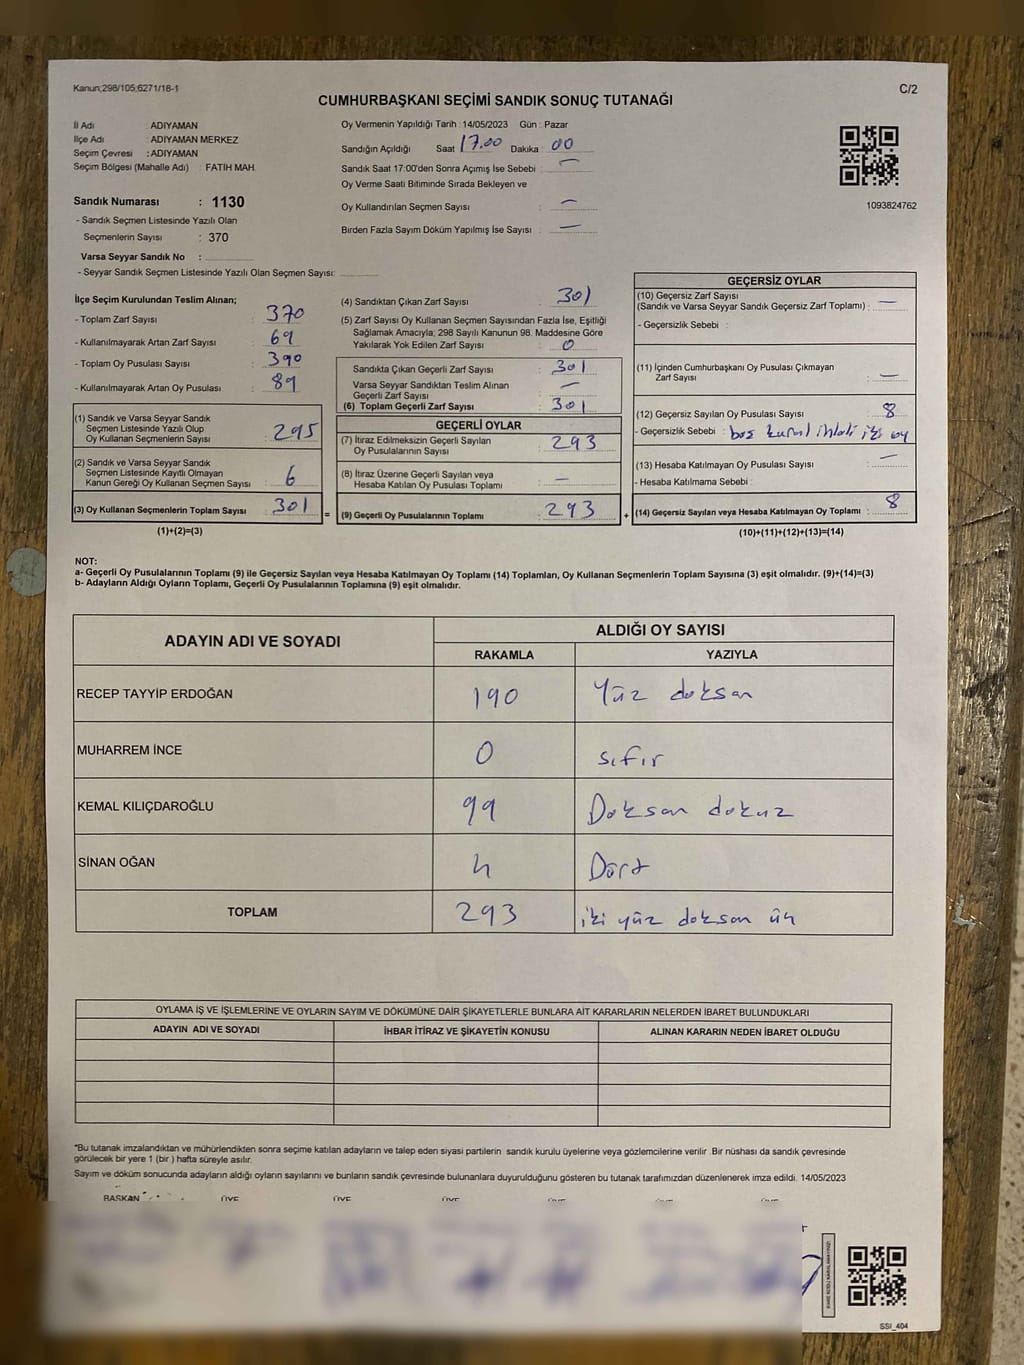 Kanun;298/105;6271/18-1
C/2
CUMHURBAŞKANI SEÇİMİ SANDIK SONUÇ TUTANAĞI
İl Adı : ADIYAMAN
İlçe Adı : ADIYAMAN MERKEZ
Seçim Çevresi : ADIYAMAN
Seçim Bölgesi (Mahalle Adı) : FATİH MAH.
Sandık Numarası : 1130
- Sandık Seçmen Listesinde Yazılı Olan
Seçmenlerin Sayısı : 370
Varsa Seyyar Sandık No :
- Seyyar Sandık Seçmen Listesinde Yazılı Olan Seçmen Sayısı:
Oy Vermenin Yapıldığı Tarih : 14/05/2023 Gün : Pazar
Sandığın Açıldığı Saat 17.00 Dakika : 00
Sandık Saat 17:00'den Sonra Açımış İse Sebebi : —
Oy Verme Saati Bitiminde Sırada Bekleyen ve
Oy Kullandırılan Seçmen Sayısı : —
Birden Fazla Sayım Döküm Yapılmış İse Sayısı : —
1093824762
İlçe Seçim Kurulundan Teslim Alınan;
- Toplam Zarf Sayısı : 370
- Kullanılmayarak Artan Zarf Sayısı : 69
- Toplam Oy Pusulası Sayısı : 390
- Kullanılmayarak Artan Oy Pusulası : 89
(1) Sandık ve Varsa Seyyar Sandık
Seçmen Listesinde Yazılı Olup
Oy Kullanan Seçmenlerin Sayısı : 295
(2) Sandık ve Varsa Seyyar Sandık
Seçmen Listesinde Kayıtlı Olmayan
Kanun Gereği Oy Kullanan Seçmen Sayısı : 6
(3) Oy Kullanan Seçmenlerin Toplam Sayısı : 301
(1)+(2)=(3)
=
(4) Sandıktan Çıkan Zarf Sayısı : 301
(5) Zarf Sayısı Oy Kullanan Seçmen Sayısından Fazla İse, Eşitliği
Sağlamak Amacıyla; 298 Sayılı Kanunun 98. Maddesine Göre
Yakılarak Yok Edilen Zarf Sayısı : 0
Sandıkta Çıkan Geçerli Zarf Sayısı : 301
Varsa Seyyar Sandıktan Teslim Alınan
Geçerli Zarf Sayısı : —
(6) Toplam Geçerli Zarf Sayısı : 301
GEÇERLİ OYLAR
(7) İtiraz Edilmeksizin Geçerli Sayılan
Oy Pusulalarının Sayısı : 293
(8) İtiraz Üzerine Geçerli Sayılan veya
Hesaba Katılan Oy Pusulası Toplamı : —
(9) Geçerli Oy Pusulalarının Toplamı : 293
+
GEÇERSİZ OYLAR
(10) Geçersiz Zarf Sayısı
(Sandık ve Varsa Seyyar Sandık Geçersiz Zarf Toplamı) : —
- Geçersizlik Sebebi :
(11) İçinden Cumhurbaşkanı Oy Pusulası Çıkmayan
Zarf Sayısı : —
(12) Geçersiz Sayılan Oy Pusulası Sayısı : 8
- Geçersizlik Sebebi : boş kural ihlali iki oy
(13) Hesaba Katılmayan Oy Pusulası Sayısı : —
- Hesaba Katılmama Sebebi :
(14) Geçersiz Sayılan veya Hesaba Katılmayan Oy Toplamı : 8
(10)+(11)+(12)+(13)=(14)
NOT:
a- Geçerli Oy Pusulalarının Toplamı (9) ile Geçersiz Sayılan veya Hesaba Katılmayan Oy Toplamı (14) Toplamları, Oy Kullanan Seçmenlerin Toplam Sayısına (3) eşit olmalıdır. (9)+(14)=(3)
b- Adayların Aldığı Oyların Toplamı, Geçerli Oy Pusulalarının Toplamına (9) eşit olmalıdır.
ADAYIN ADI VE SOYADI ALDIĞI OY SAYISI
RAKAMLA YAZIYLA
RECEP TAYYİP ERDOĞAN 190 Yüz doksan
MUHARREM İNCE 0 sıfır
KEMAL KILIÇDAROĞLU 99 Doksan dokuz
SİNAN OĞAN 4 Dört
TOPLAM 293 iki yüz doksan üç
OYLAMA İŞ VE İŞLEMLERİNE VE OYLARIN SAYIM VE DÖKÜMÜNE DAİR ŞİKAYETLERLE BUNLARA AİT KARARLARIN NELERDEN İBARET BULUNDUKLARI
ADAYIN ADI VE SOYADI İHBAR İTİRAZ VE ŞİKAYETİN KONUSU ALINAN KARARIN NEDEN İBARET OLDUĞU
*Bu tutanak imzalandıktan ve mühürlendikten sonra seçime katılan adayların ve talep eden siyasi partilerin sandık kurulu üyelerine veya gözlemcilerine verilir. Bir nüshası da sandık çevresinde
görülecek bir yere 1 (bir ) hafta süreyle asılır.
Sayım ve döküm sonucunda adayların aldığı oyların sayılarını ve bunların sandık çevresinde bulunanlara duyurulduğunu gösteren bu tutanak tarafımızdan düzenlenerek imza edildi. 14/05/2023
BAŞKAN ÜYE ÜYE ÜYE ÜYE ÜYE ÜYE
SSI_404